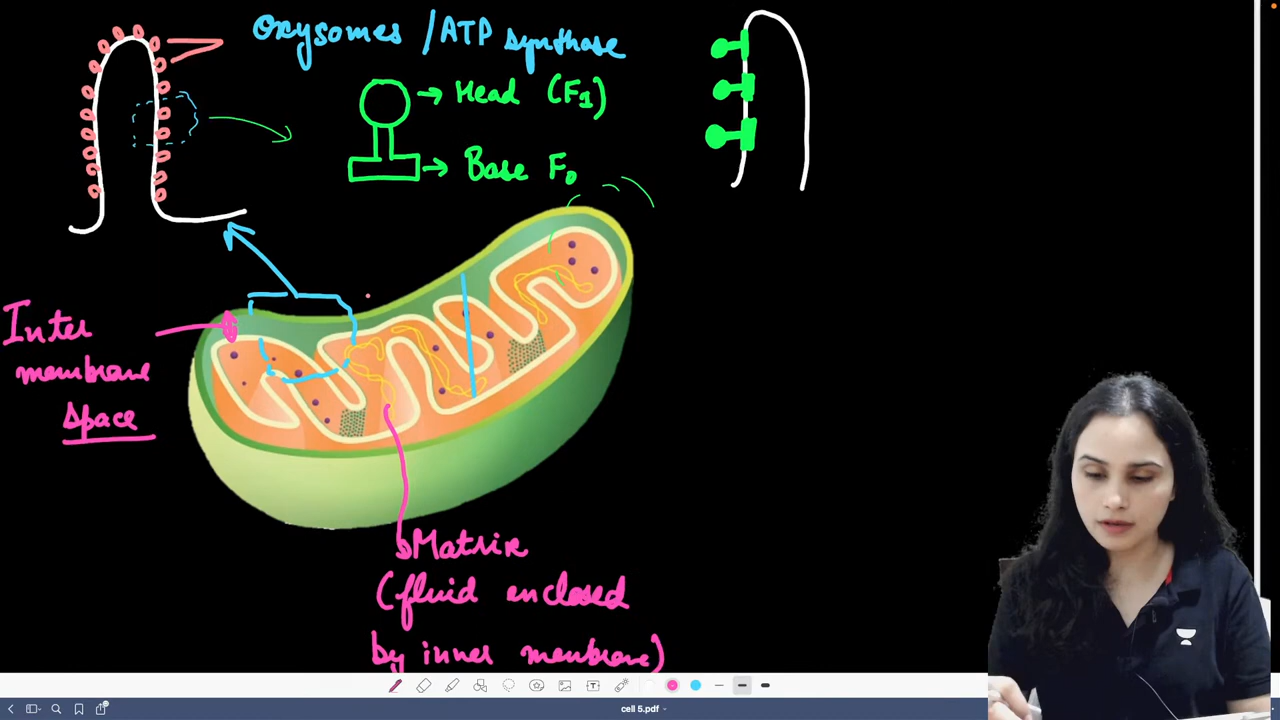 Oxysomes / ATP synthase
Head (F1)
Base F0
Inter
membrane
space
Matrix
(fluid enclosed
by inner membrane)
cell 5.pdf